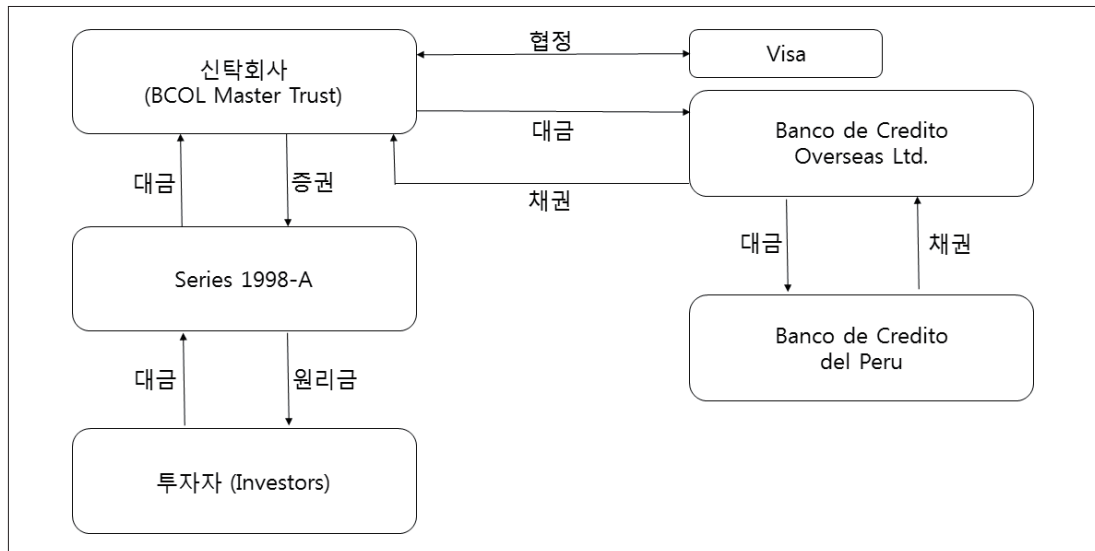 협정
신탁회사
(BCOL Master Trust)
Visa
대금
Banco de Credito
Overseas Ltd.
채권
대금
증권
대금
채권
Series 1998-A
Banco de Credito
del Peru
대금
원리금
투자자 (Investors)